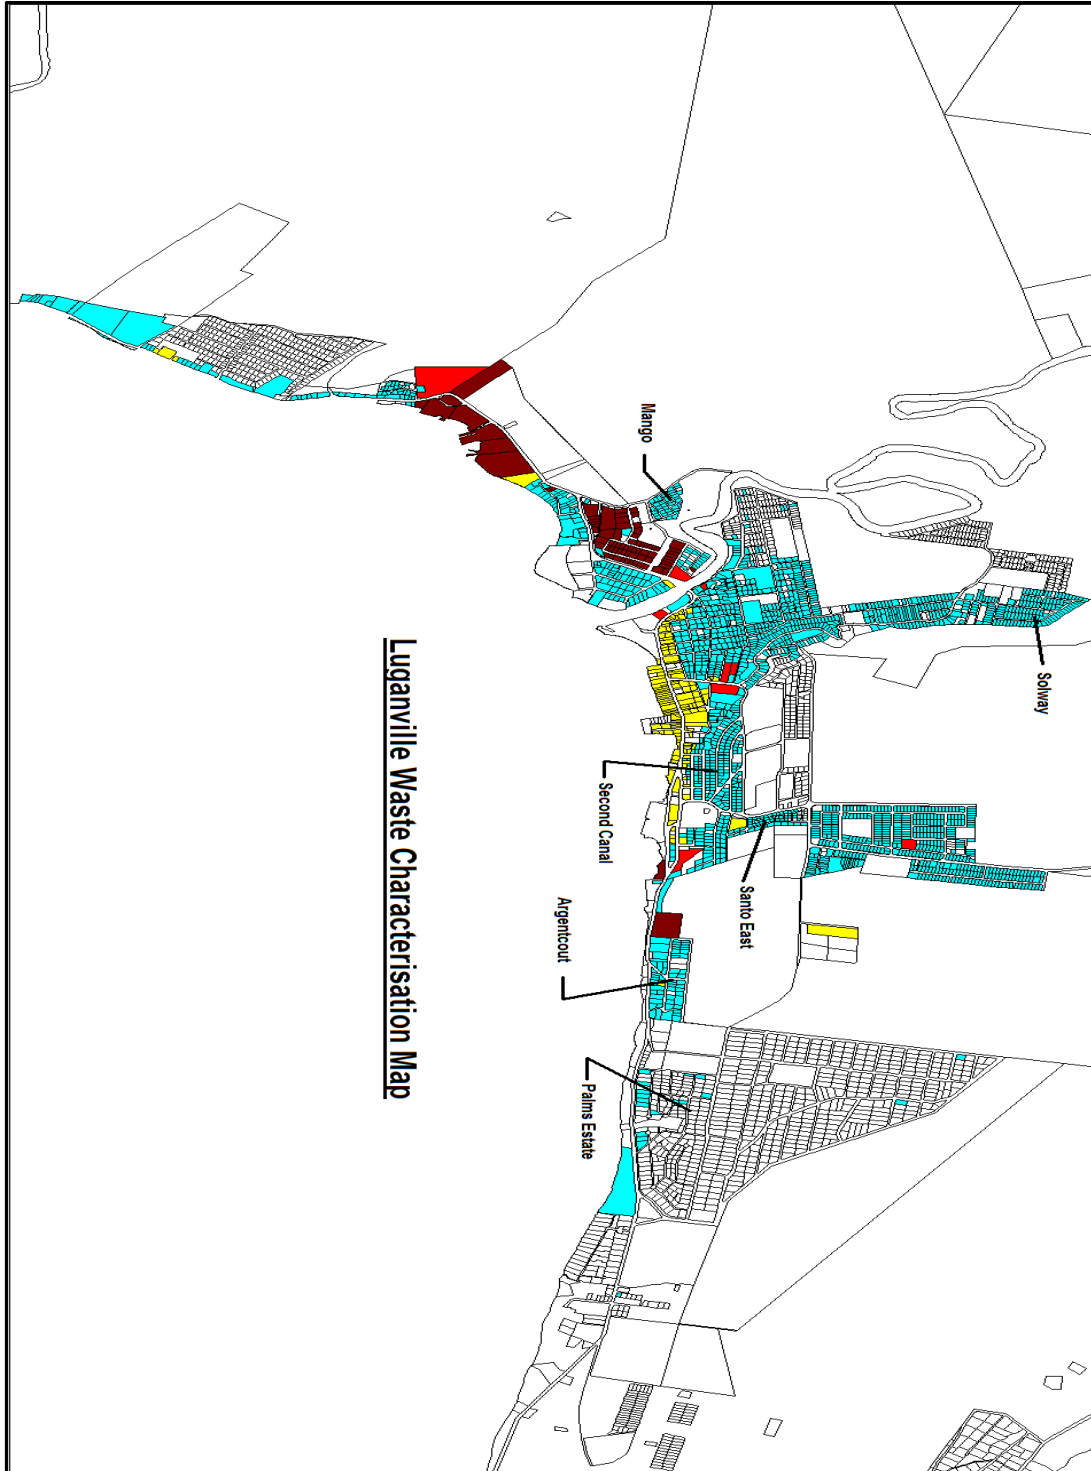 Solway
Mango
Santo East
Second Canal
Argentcout
Palms Estate
Luganville Waste Characterisation Map